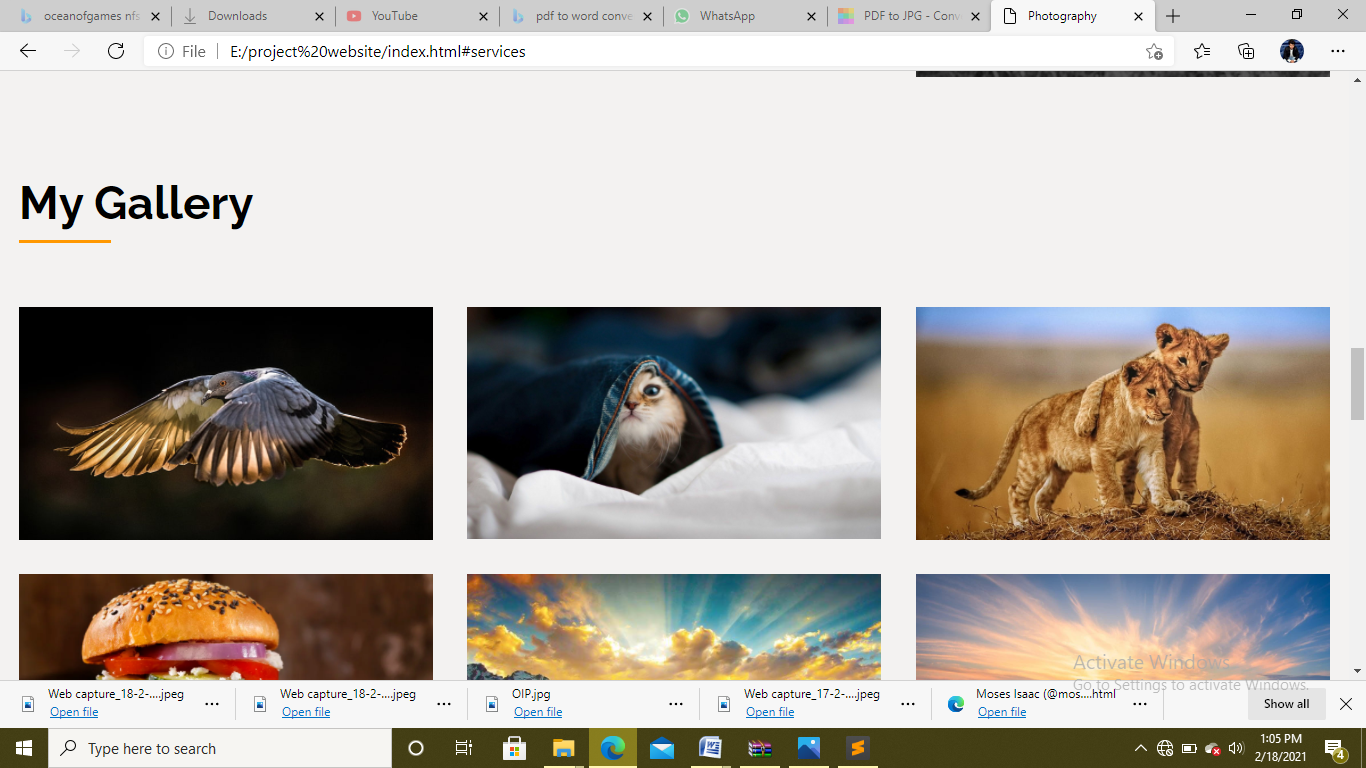 oceanofgames nfs
Downloads
YouTube
pdf to word conve
WhatsApp
PDF to JPG - Conv
Photography
File
E:/project%20website/index.html#services
My Gallery
Activate Windows
Go to Settings to activate Windows.
Web capture_18-2-....jpeg
Open file
Web capture_18-2-....jpeg
Open file
OIP.jpg
Open file
Web capture_17-2-....jpeg
Open file
Moses Isaac (@mos....html
Open file
Show all
Type here to search
1:05 PM
2/18/2021
4